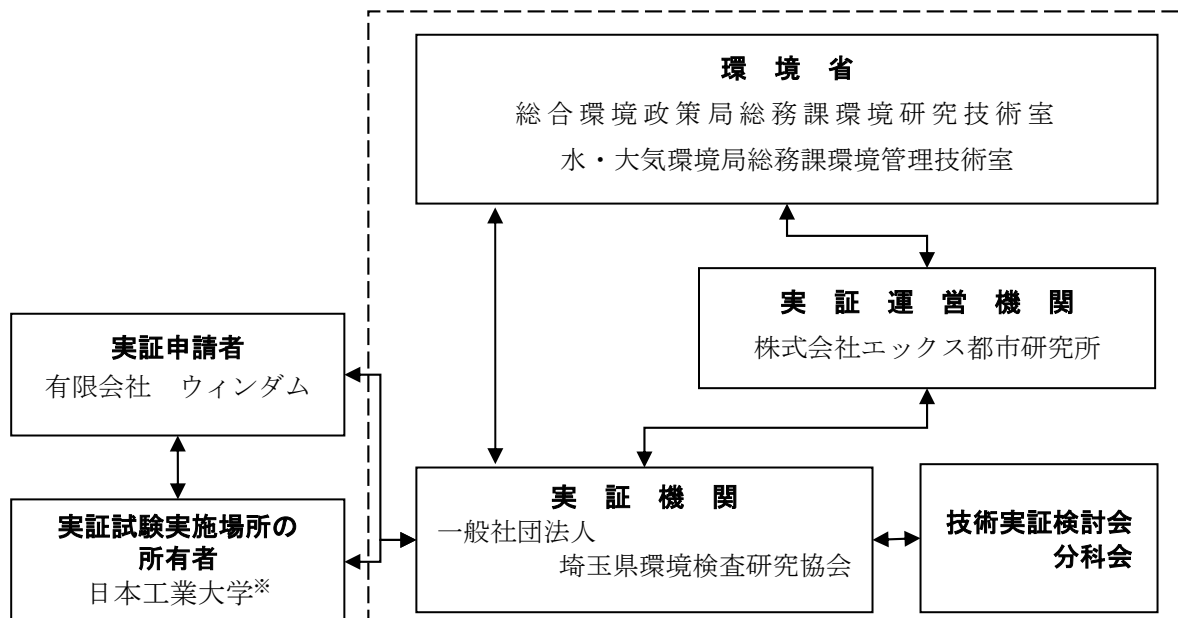 環 境 省
総合環境政策局総務課環境研究技術室
水・大気環境局総務課環境管理技術室
実 証 運 営 機 関
株式会社エックス都市研究所
実証申請者
有限会社　ウィンダム
実証試験実施場所の
所有者
日本工業大学※
実 証 機 関
一般社団法人
埼玉県環境検査研究協会
技術実証検討会
分科会